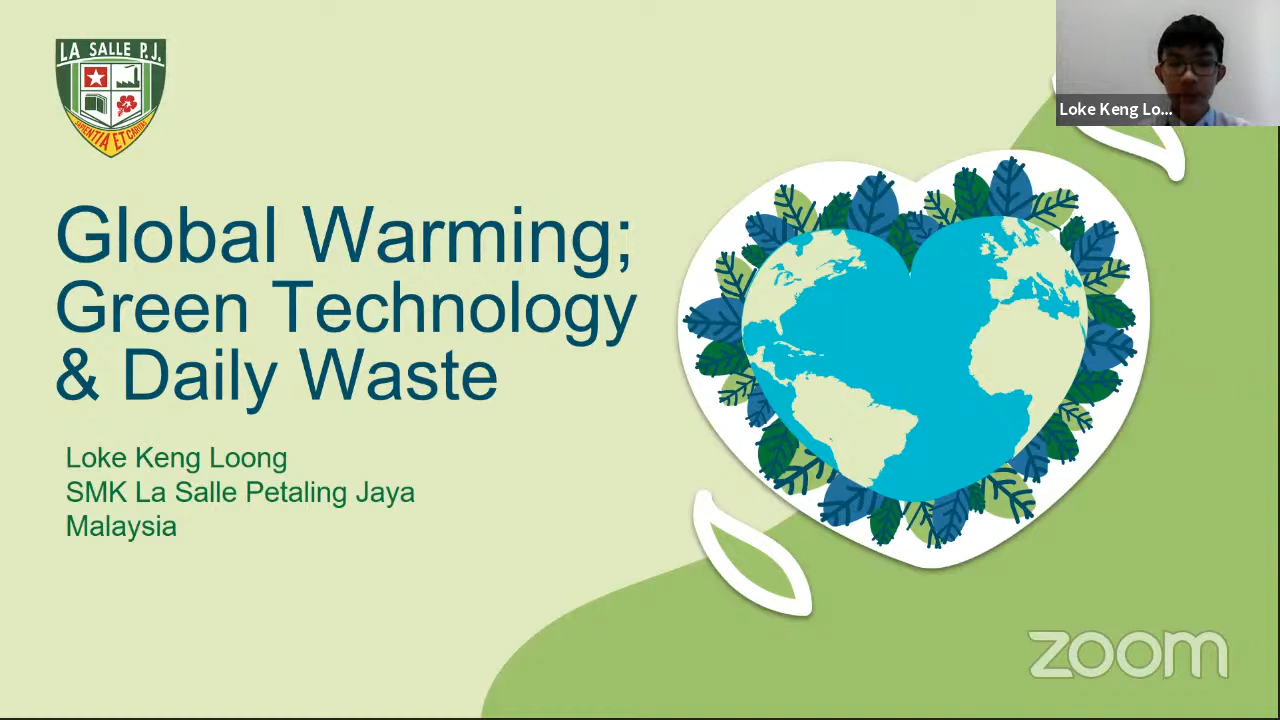 LA SALLE P.J.
Loke Keng Lo...
Global Warming;
Green Technology
& Daily Waste
Loke Keng Loong
SMK La Salle Petaling Jaya
Malaysia
zoom